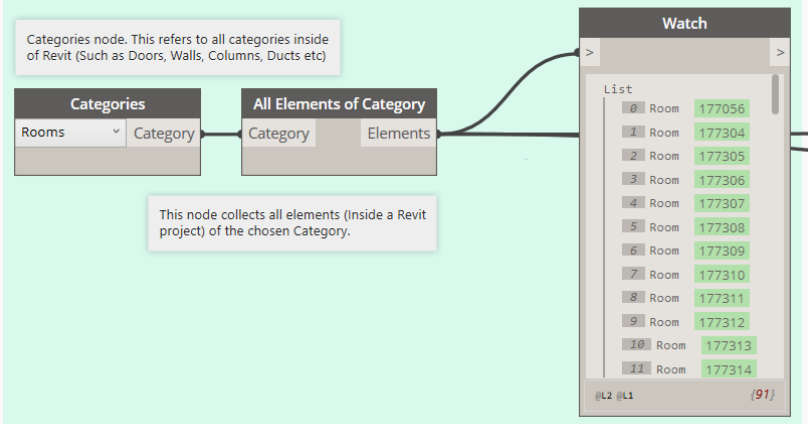 Categories node. This refers to all categories inside
of Revit (Such as Doors, Walls, Columns, Ducts etc)
Categories
Rooms
Category
All Elements of Category
Category
Elements
This node collects all elements (Inside a Revit
project) of the chosen Category.
Watch
>
>
List
0 Room 177056
1 Room 177304
2 Room 177305
3 Room 177306
4 Room 177307
5 Room 177308
6 Room 177309
7 Room 177310
8 Room 177311
9 Room 177312
10 Room 177313
11 Room 177314
@L2 @L1 {91}